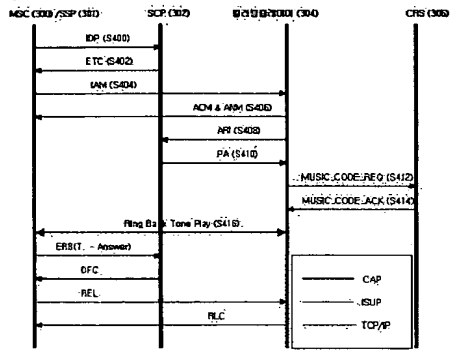 MSC (300) /SSP (301)
SCP (302)
(304)
CRS (306)
IDP (S400)
ETC (S402)
IAM (S404)
ACM & ANM (S406)
ARI (S408)
PA (S410)
MUSIC_CODE_REQ (S412)
MUSIC_CODE_ACK (S414)
Ring Back Tone Play (S416)
ERB(T_ - Answer)
REL
RLC
CAP
ISUP
TCP/IP